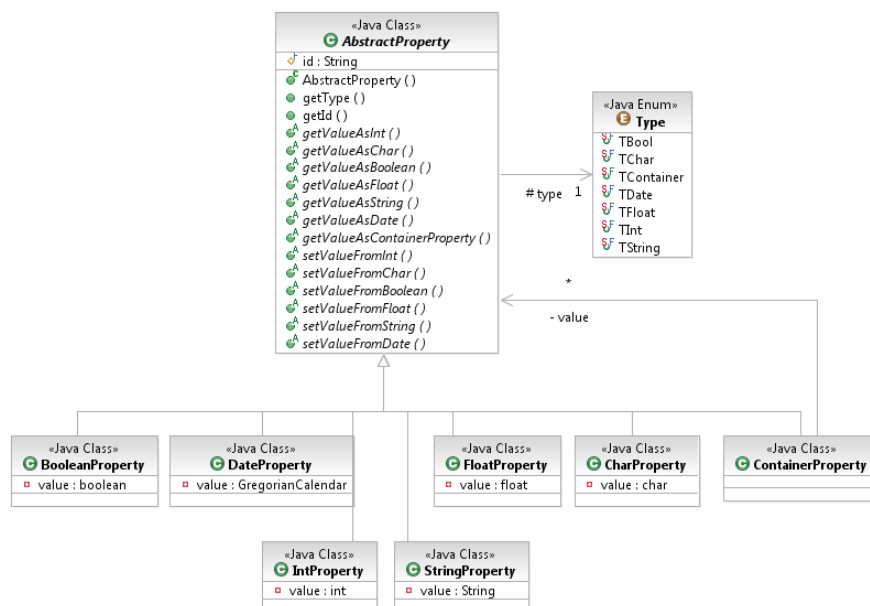 «Java Class»
AbstractProperty
id : String
AbstractProperty ( )
getType ( )
getId ( )
getValueAsInt ( )
getValueAsChar ( )
getValueAsBoolean ( )
getValueAsFloat ( )
getValueAsString ( )
getValueAsDate ( )
getValueAsContainerProperty ( )
setValueFromInt ( )
setValueFromChar ( )
setValueFromBoolean ( )
setValueFromFloat ( )
setValueFromString ( )
setValueFromDate ( )
«Java Enum»
Type
TBool
TChar
TContainer
TDate
TFloat
TInt
TString
# type 1
*
- value
«Java Class»
BooleanProperty
value : boolean
«Java Class»
DateProperty
value : GregorianCalendar
«Java Class»
FloatProperty
value : float
«Java Class»
CharProperty
value : char
«Java Class»
ContainerProperty
«Java Class»
IntProperty
value : int
«Java Class»
StringProperty
value : String